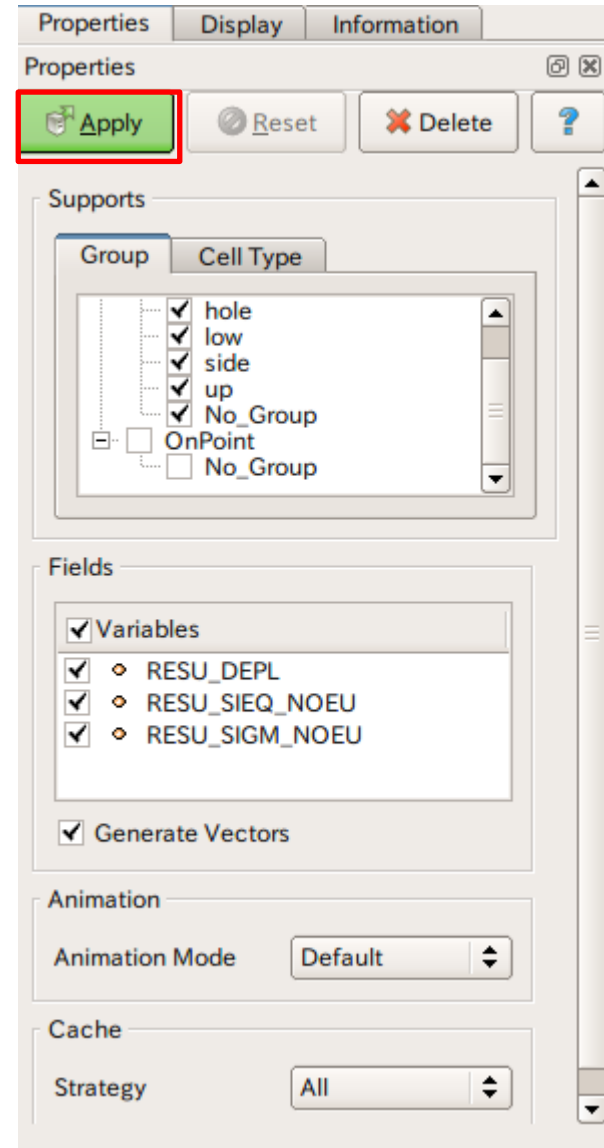 Properties Display Information
Properties
Apply Reset Delete ?
Supports
Group Cell Type
hole
low
side
up
No_Group
OnPoint
No_Group
Fields
Variables
RESU_DEPL
RESU_SIEQ_NOEU
RESU_SIGM_NOEU
Generate Vectors
Animation
Animation Mode Default
Cache
Strategy All